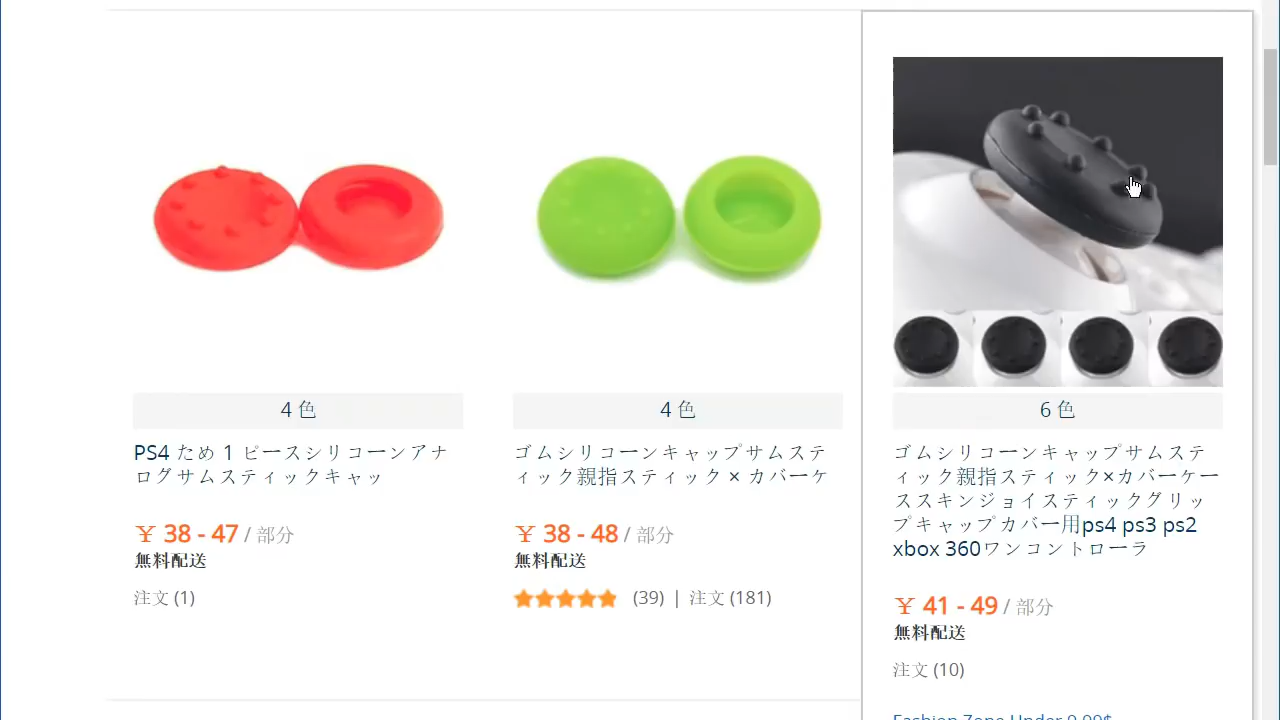 4 色
PS4 ため 1 ピースシリコーンアナ
ログサムスティックキャッ
¥ 38 - 47 / 部分
無料配送
注文 (1)
4 色
ゴムシリコーンキャップサムステ
ィック親指スティック × カバーケ
¥ 38 - 48 / 部分
無料配送
(39) | 注文 (181)
6 色
ゴムシリコーンキャップサムステ
ィック親指スティック×カバーケー
ススキンジョイスティックグリッ
プキャップカバー用ps4 ps3 ps2
xbox 360ワンコントローラ
¥ 41 - 49 / 部分
無料配送
注文 (10)
Fashion Zone Under 9.99$